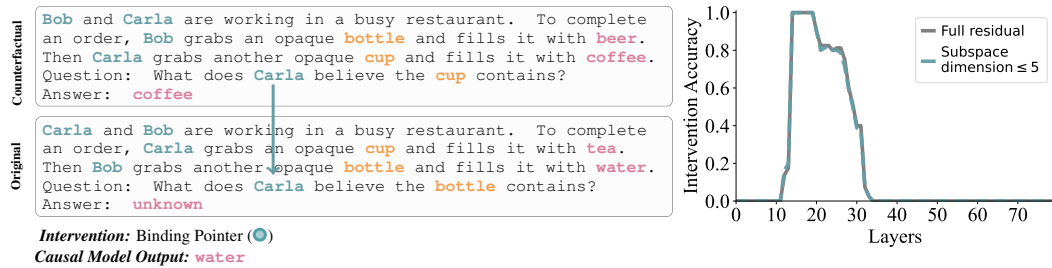 Counterfactual
Bob and Carla are working in a busy restaurant. To complete
an order, Bob grabs an opaque bottle and fills it with beer.
Then Carla grabs another opaque cup and fills it with coffee.
Question: What does Carla believe the cup contains?
Answer: coffee
Original
Carla and Bob are working in a busy restaurant. To complete
an order, Carla grabs an opaque cup and fills it with tea.
Then Bob grabs another opaque bottle and fills it with water.
Question: What does Carla believe the bottle contains?
Answer: unknown
Intervention: Binding Pointer ( )
Causal Model Output: water
Intervention Accuracy
1.0
0.8
0.6
0.4
0.2
0.0
0 10 20 30 40 50 60 70
Layers
Full residual
Subspace
dimension ≤ 5